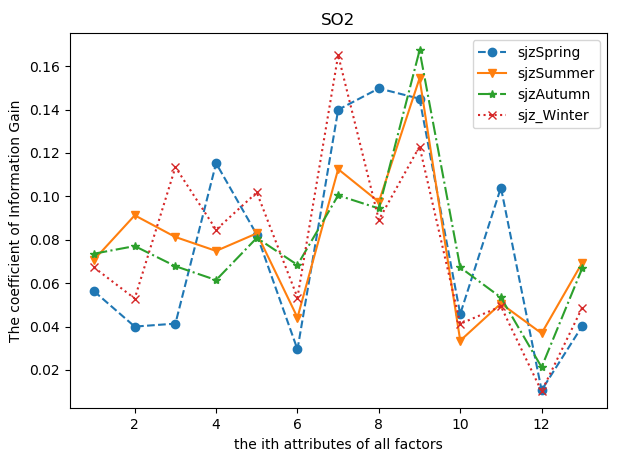 SO2
The coefficient of Information Gain
0.16
0.14
0.12
0.10
0.08
0.06
0.04
0.02
sjzSpring
sjzSummer
sjzAutumn
sjz_Winter
2 4 6 8 10 12
the ith attributes of all factors